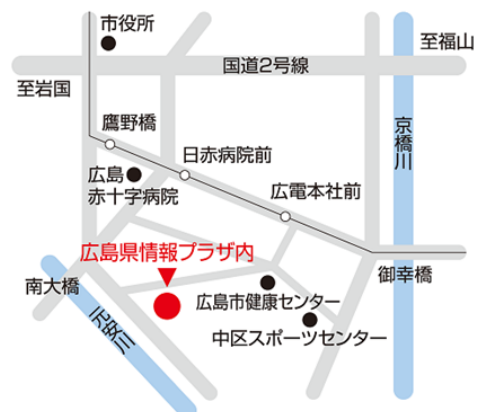 市役所
至福山
国道2号線
至岩国
京橋川
鷹野橋
日赤病院前
広島
赤十字病院
広電本社前
広島県情報プラザ内
南大橋
御幸橋
広島市健康センター
元安川
中区スポーツセンター